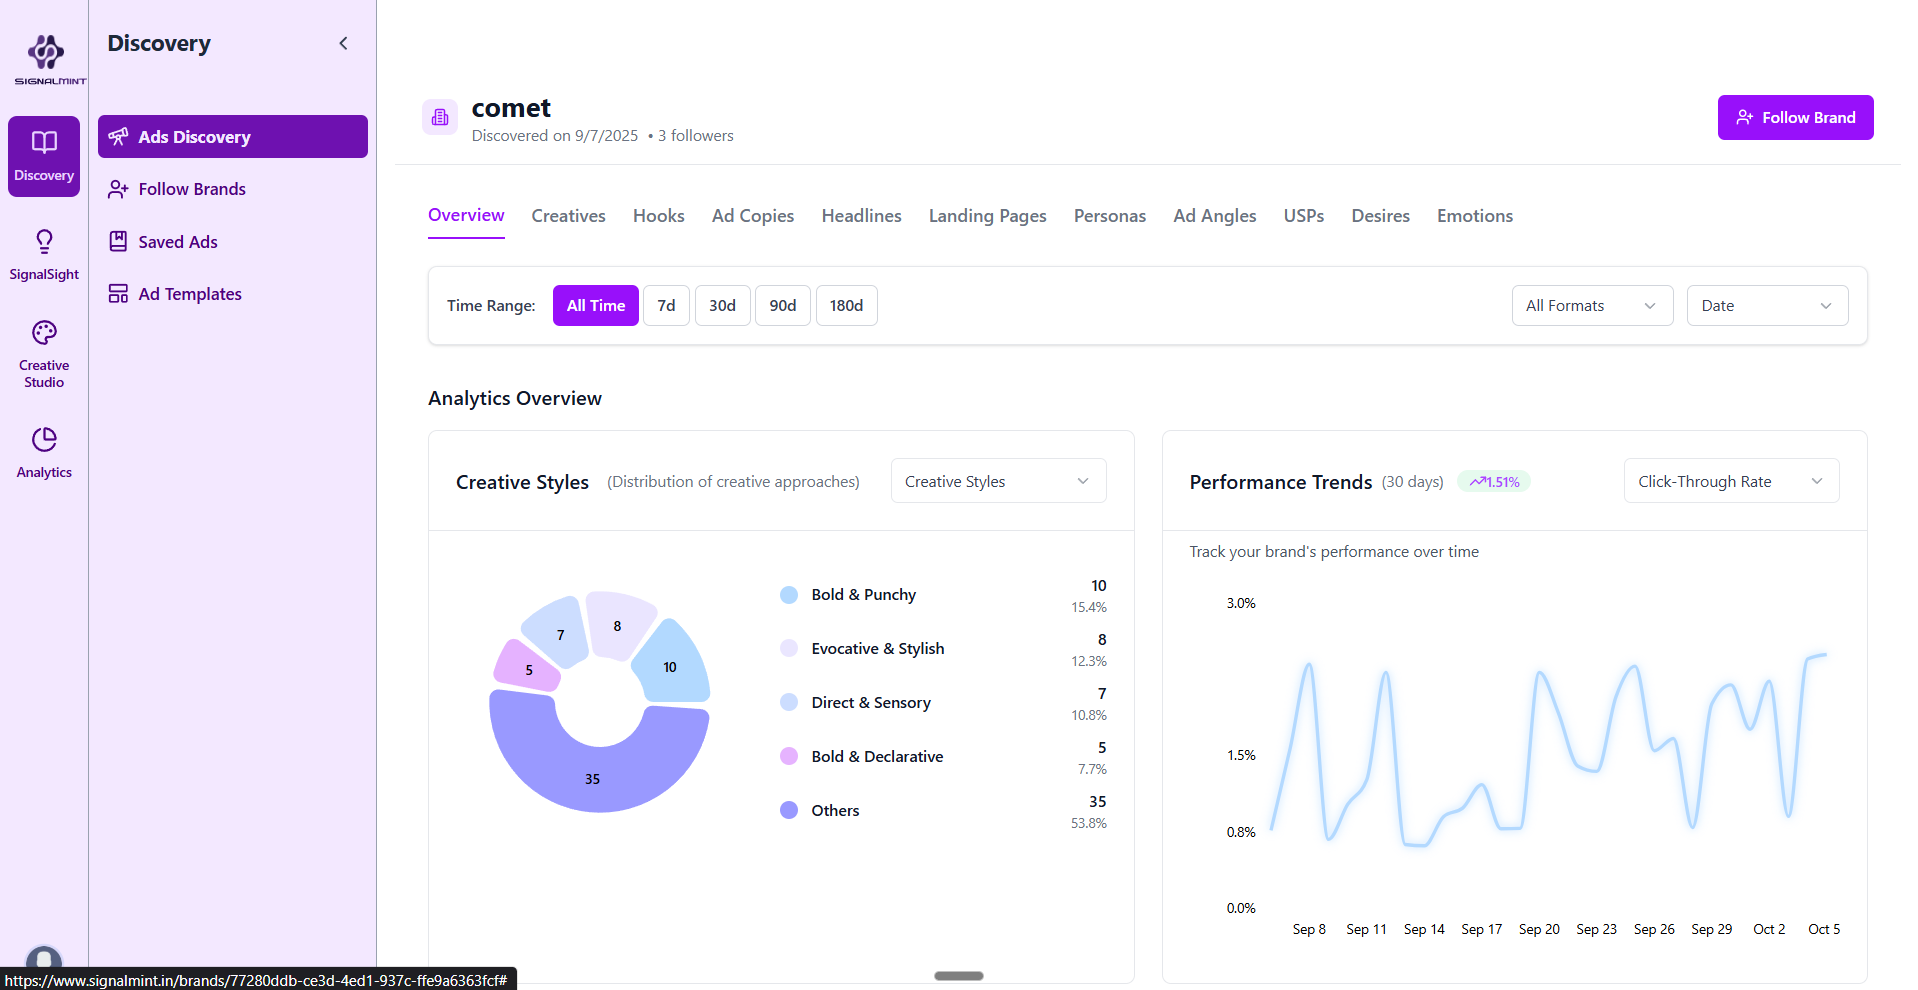 SIGNALMINT
Discovery
SignalSight
Creative
Studio
Analytics
Discovery
Ads Discovery
Follow Brands
Saved Ads
Ad Templates
comet
Discovered on 9/7/2025 • 3 followers
Follow Brand
Overview Creatives Hooks Ad Copies Headlines Landing Pages Personas Ad Angles USPs Desires Emotions
Time Range: All Time 7d 30d 90d 180d All Formats Date
Analytics Overview
Creative Styles (Distribution of creative approaches) Creative Styles
7
8
5
10
35
Bold & Punchy 10
15.4%
Evocative & Stylish 8
12.3%
Direct & Sensory 7
10.8%
Bold & Declarative 5
7.7%
Others 35
53.8%
Performance Trends (30 days) 1.51% Click-Through Rate
Track your brand's performance over time
3.0%
1.5%
0.8%
0.0%
Sep 8 Sep 11 Sep 14 Sep 17 Sep 20 Sep 23 Sep 26 Sep 29 Oct 2 Oct 5
https://www.signalmint.in/brands/77280ddb-ce3d-4ed1-937c-ffe9a6363fcf#